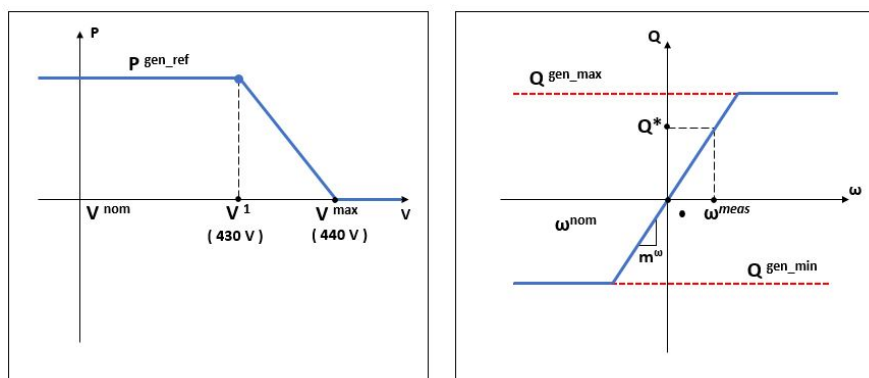 P
P gen_ref
V nom
V 1
V max
V
( 430 V )
( 440 V )
Q
Q gen_max
Q*
ω
ω nom
ω meas
m ω
Q gen_min